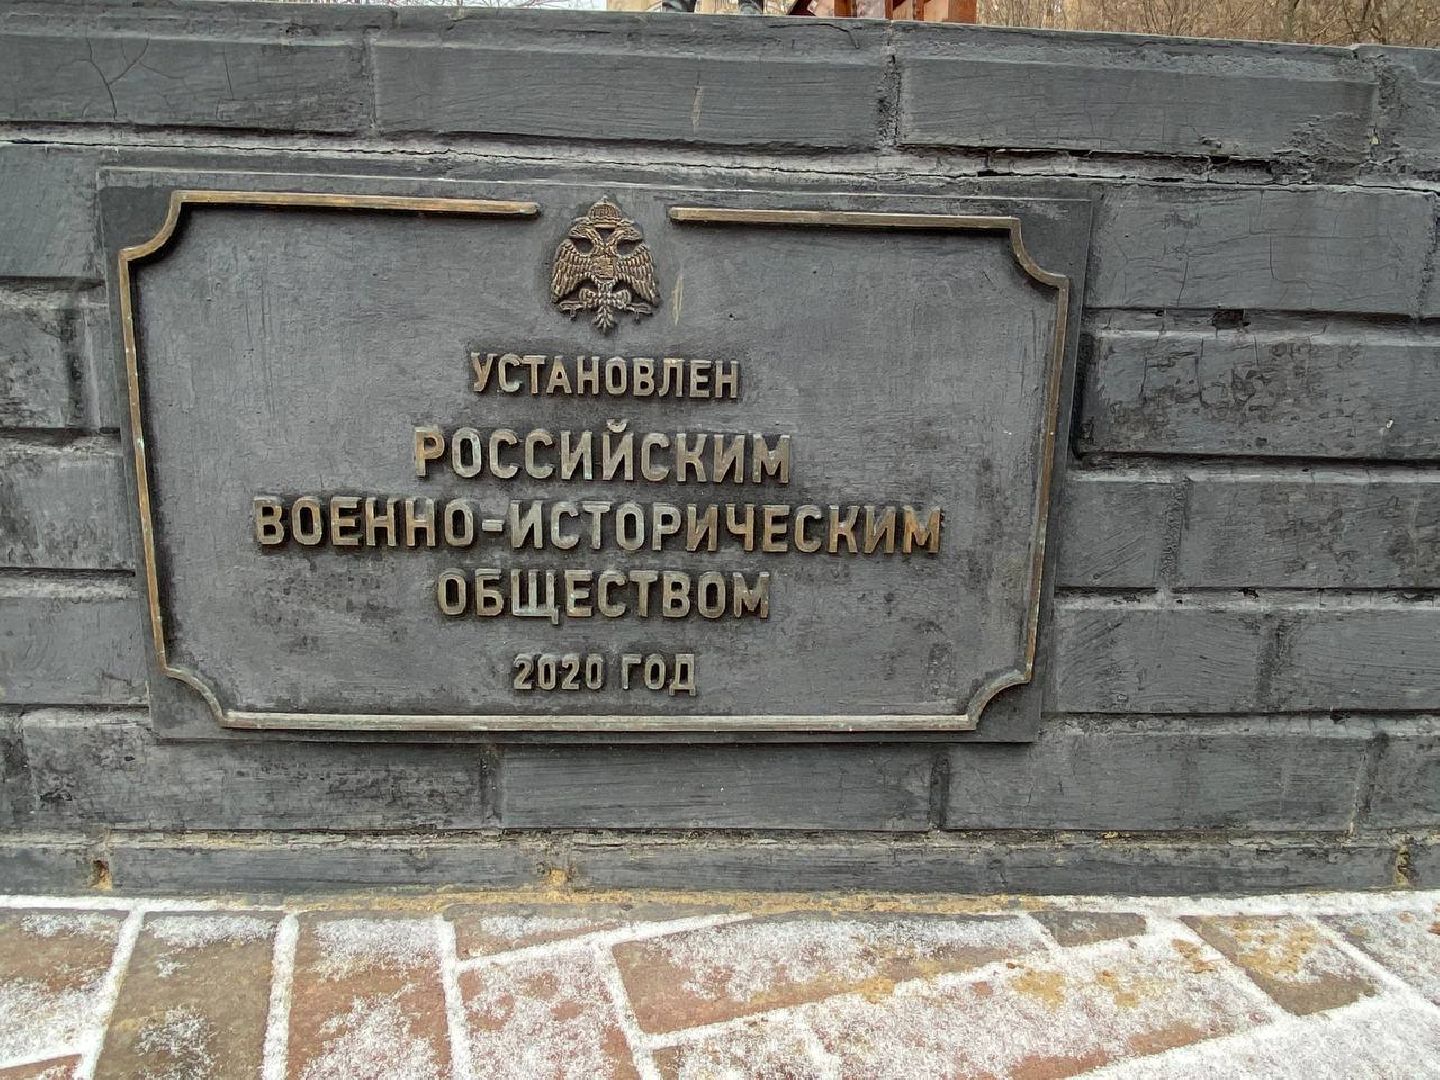 УСТАНОВЛЕН
РОССИЙСКИМ
ВОЕННО-ИСТОРИЧЕСКИМ
ОБЩЕСТВОМ
2020 ГОД